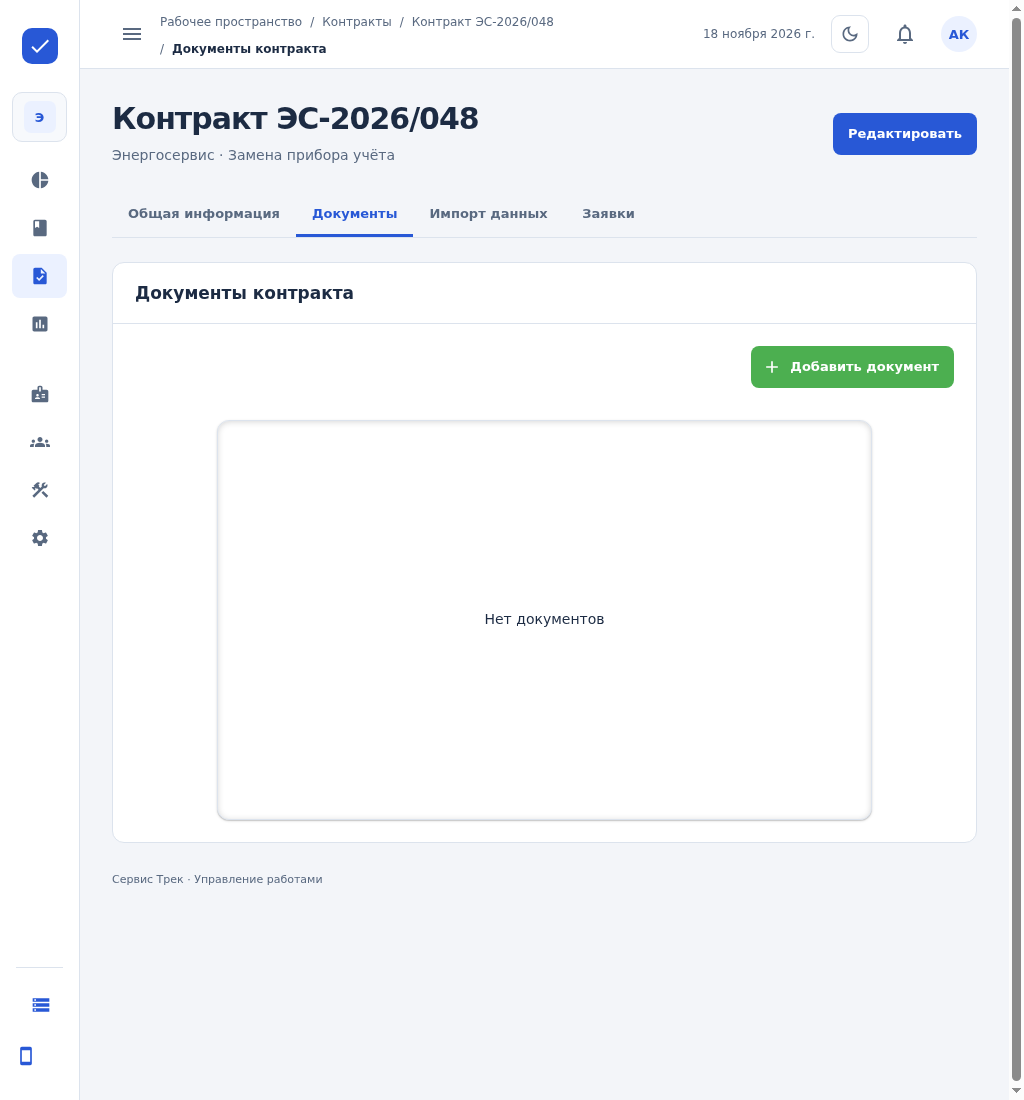 Рабочее пространство / Контракты / Контракт ЭС-2026/048
/ Документы контракта
18 ноября 2026 г.
АК
Э
Контракт ЭС-2026/048
Энергосервис · Замена прибора учёта
Редактировать
Общая информация
Документы
Импорт данных
Заявки
Документы контракта
Добавить документ
Нет документов
Сервис Трек · Управление работами